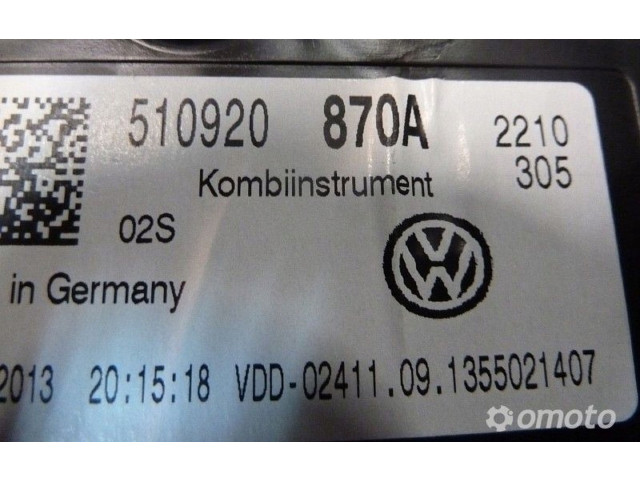 510920 870A 2210
Kombiinstrument 305
02S
in Germany
2013 20:15:18 VDD-02411.09.1355021407
omoto